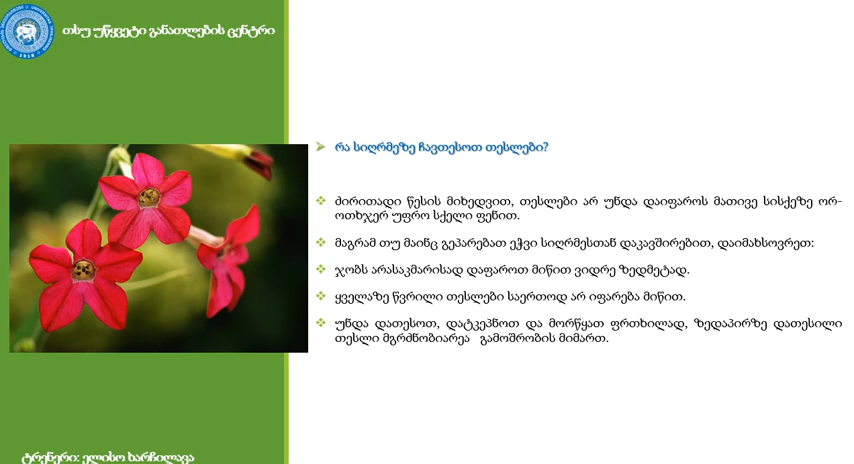 თსუ უწყვეტი განათლების ცენტრი
1918
რა სიღრმეზე ჩავთესოთ თესლები?
ძირითადი წესის მიხედვით, თესლები არ უნდა დაიფაროს მათივე სისქეზე ორ-
ოთხჯერ უფრო სქელი ფენით.
მაგრამ თუ მაინც გეპარებათ ეჭვი სიღრმესთან დაკავშირებით, დაიმახსოვრეთ:
ჯობს არასაკმარისად დაფაროთ მიწით ვიდრე ზედმეტად.
ყველაზე წვრილი თესლები საერთოდ არ იფარება მიწით.
უნდა დათესოთ, დატკეპნოთ და მორწყათ ფრთხილად, ზედაპირზე დათესილი
თესლი მგრძნობიარეა გამოშრობის მიმართ.
ტრენერი: ელისო ხარჩილავა